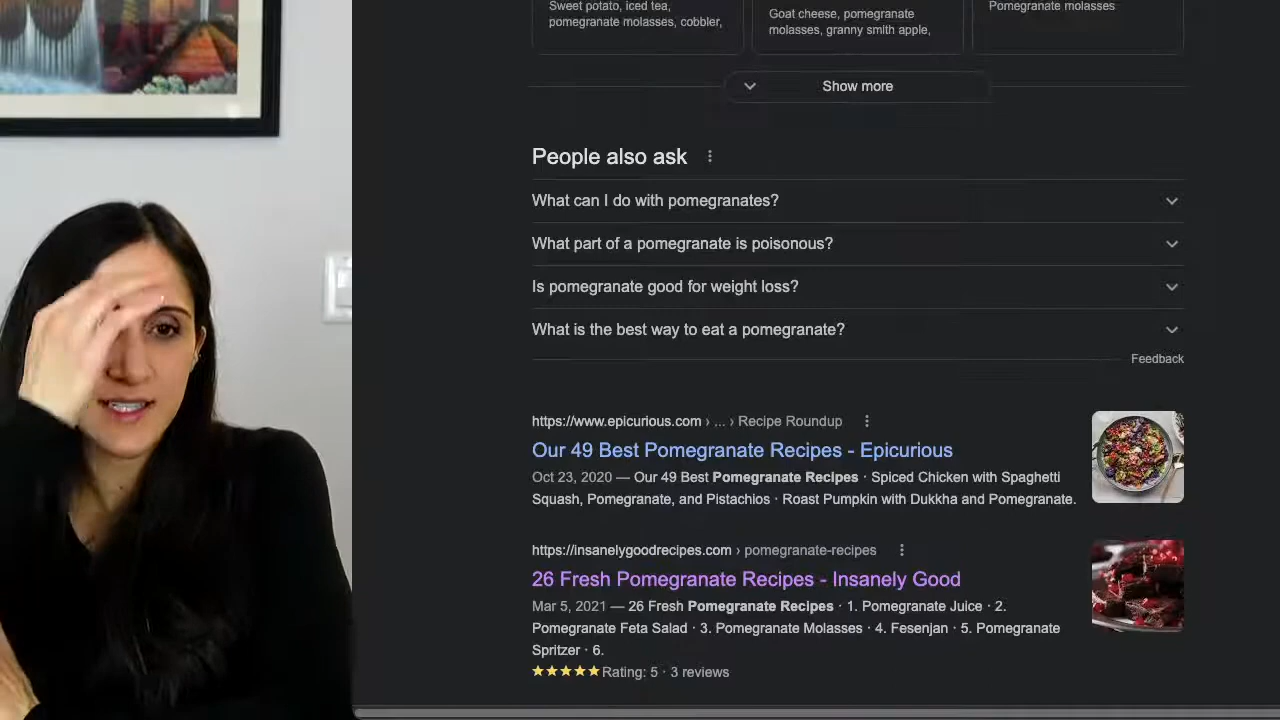 Sweet potato, iced tea,
pomegranate molasses, cobbler,
Goat cheese, pomegranate
molasses, granny smith apple,
Pomegranate molasses
Show more
People also ask
What can I do with pomegranates?
What part of a pomegranate is poisonous?
Is pomegranate good for weight loss?
What is the best way to eat a pomegranate?
Feedback
https://www.epicurious.com › ... › Recipe Roundup
Our 49 Best Pomegranate Recipes - Epicurious
Oct 23, 2020 — Our 49 Best Pomegranate Recipes · Spiced Chicken with Spaghetti
Squash, Pomegranate, and Pistachios · Roast Pumpkin with Dukkha and Pomegranate.
https://insanelygoodrecipes.com › pomegranate-recipes
26 Fresh Pomegranate Recipes - Insanely Good
Mar 5, 2021 — 26 Fresh Pomegranate Recipes · 1. Pomegranate Juice · 2.
Pomegranate Feta Salad · 3. Pomegranate Molasses · 4. Fesenjan · 5. Pomegranate
Spritzer · 6.
Rating: 5 · 3 reviews